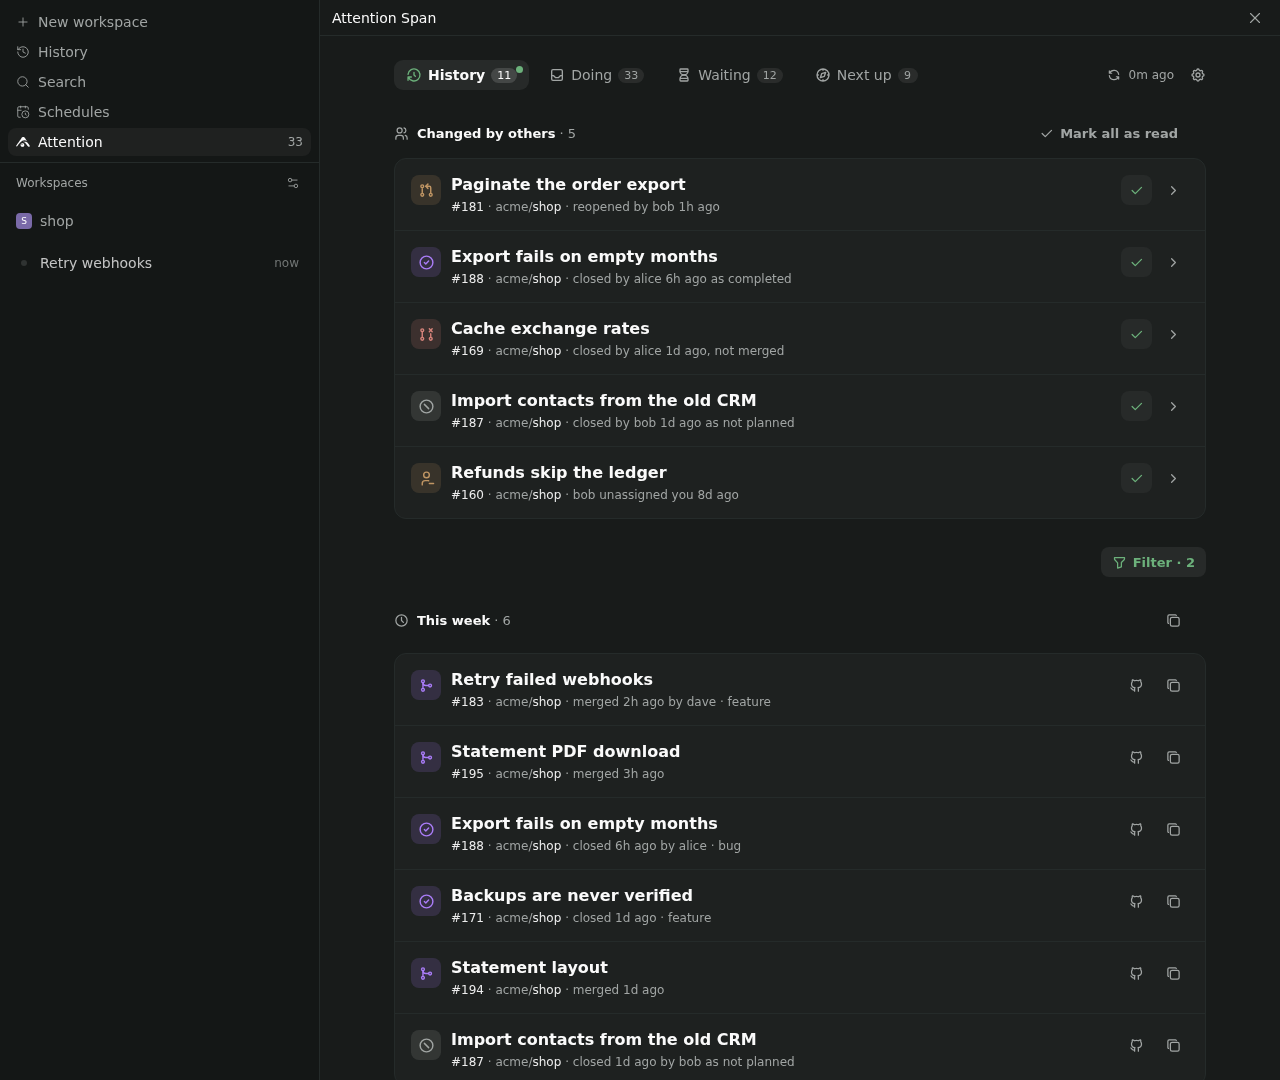 New workspace
History
Search
Schedules
Attention 33
Workspaces
S shop
Retry webhooks now
Attention Span
History 11 Doing 33 Waiting 12 Next up 9 0m ago
Changed by others · 5 Mark all as read
Paginate the order export
#181 · acme/shop · reopened by bob 1h ago
Export fails on empty months
#188 · acme/shop · closed by alice 6h ago as completed
Cache exchange rates
#169 · acme/shop · closed by alice 1d ago, not merged
Import contacts from the old CRM
#187 · acme/shop · closed by bob 1d ago as not planned
Refunds skip the ledger
#160 · acme/shop · bob unassigned you 8d ago
Filter · 2
This week · 6
Retry failed webhooks
#183 · acme/shop · merged 2h ago by dave · feature
Statement PDF download
#195 · acme/shop · merged 3h ago
Export fails on empty months
#188 · acme/shop · closed 6h ago by alice · bug
Backups are never verified
#171 · acme/shop · closed 1d ago · feature
Statement layout
#194 · acme/shop · merged 1d ago
Import contacts from the old CRM
#187 · acme/shop · closed 1d ago by bob as not planned